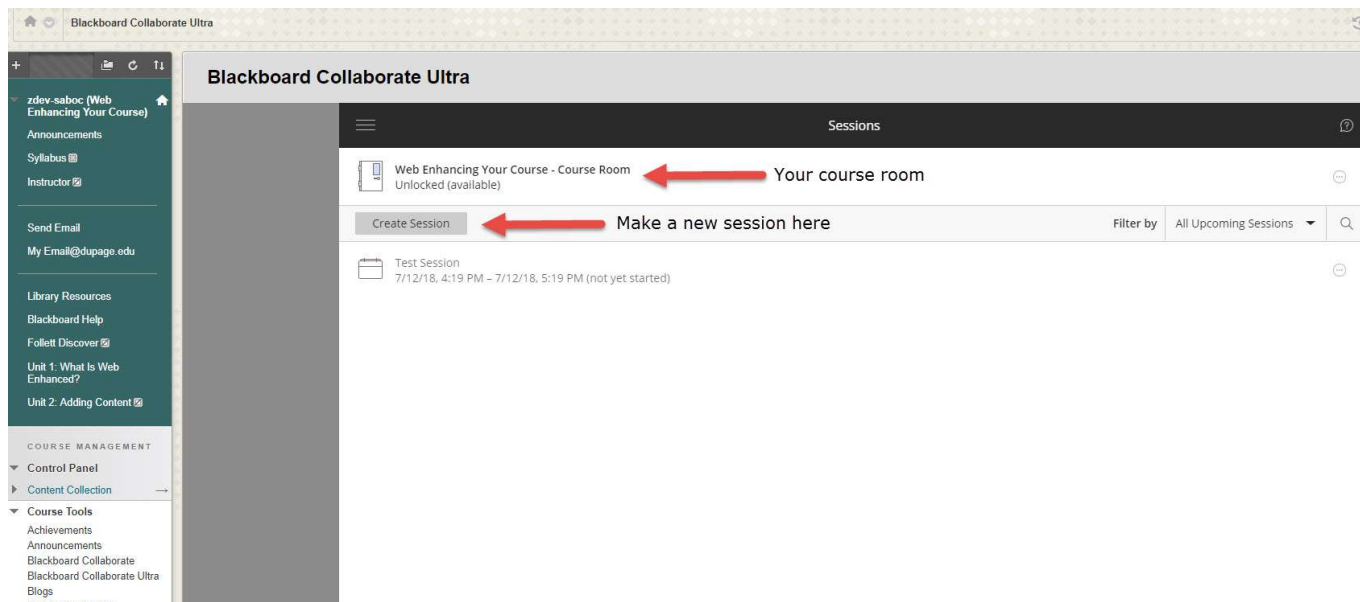 Blackboard Collaborate Ultra
zdev-saboc (Web
Enhancing Your Course)
Announcements
Syllabus
Instructor
Send Email
My Email@dupage.edu
Library Resources
Blackboard Help
Follett Discover
Unit 1: What Is Web
Enhanced?
Unit 2: Adding Content
COURSE MANAGEMENT
Control Panel
Content Collection
Course Tools
Achievements
Announcements
Blackboard Collaborate
Blackboard Collaborate Ultra
Blogs
Blackboard Collaborate Ultra
Sessions
Web Enhancing Your Course - Course Room
Unlocked (available)
Your course room
Create Session
Make a new session here
Filter by All Upcoming Sessions
Test Session
7/12/18, 4:19 PM – 7/12/18, 5:19 PM (not yet started)